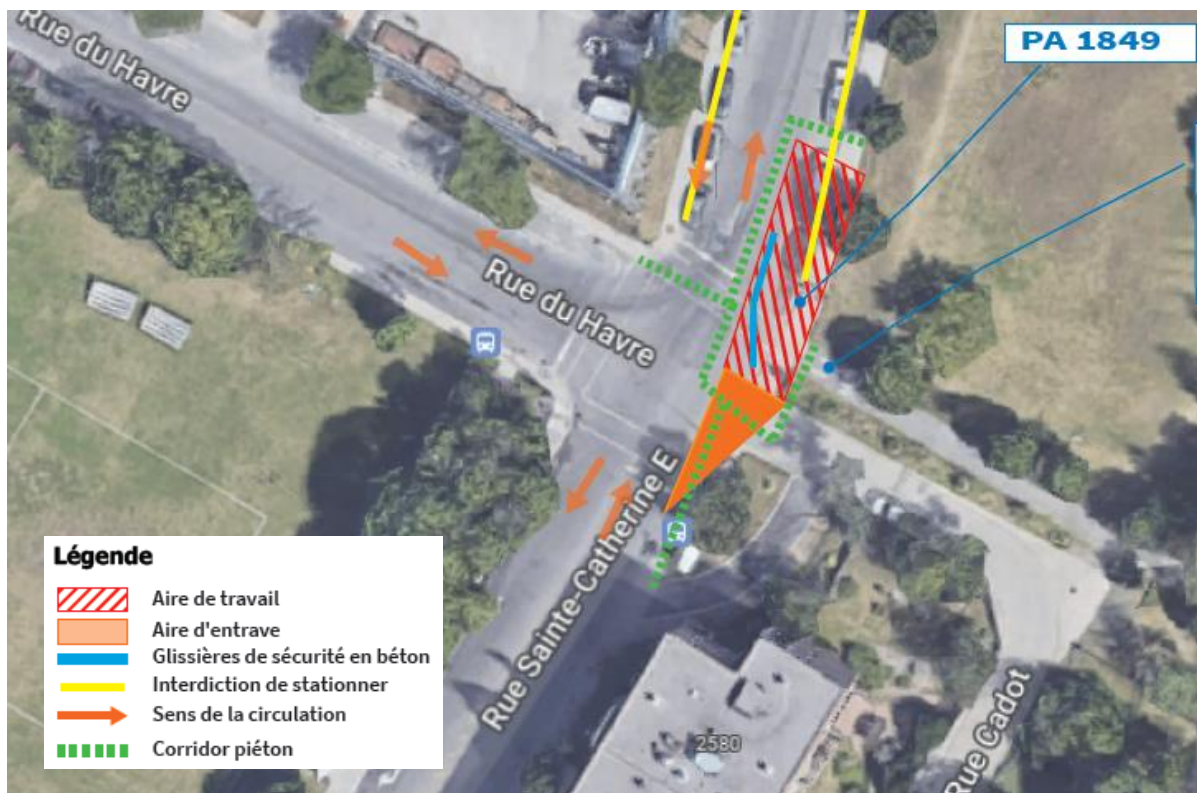 Rue du Havre
PA 1849
Rue du Havre
Rue Sainte-Catherine E
2580
Rue Cadot
Légende
Aire de travail
Aire d'entrave
Glissières de sécurité en béton
Interdiction de stationner
Sens de la circulation
Corridor piéton